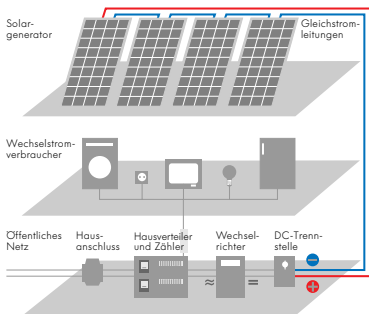 Solar-
generator
Gleichstrom-
leitungen
Wechselstrom-
verbraucher
Öffentliches
Netz
Haus-
anschluss
Hausverteiler
und Zähler
Wechsel-
richter
DC-Trenn-
stelle
≈ =